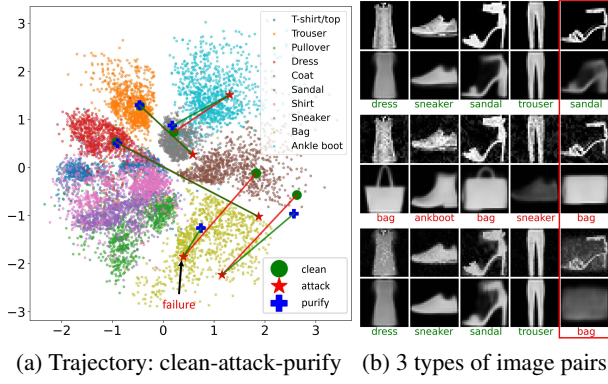 3
2
1
0
−1
−2
−3
−2
−1
0
1
2
3
T-shirt/top
Trouser
Pullover
Dress
Coat
Sandal
Shirt
Sneaker
Bag
Ankle boot
clean
attack
purify
failure
dress sneaker sandal trouser sandal
bag ankboot bag sneaker bag
dress sneaker sandal trouser bag
(a) Trajectory: clean-attack-purify (b) 3 types of image pairs